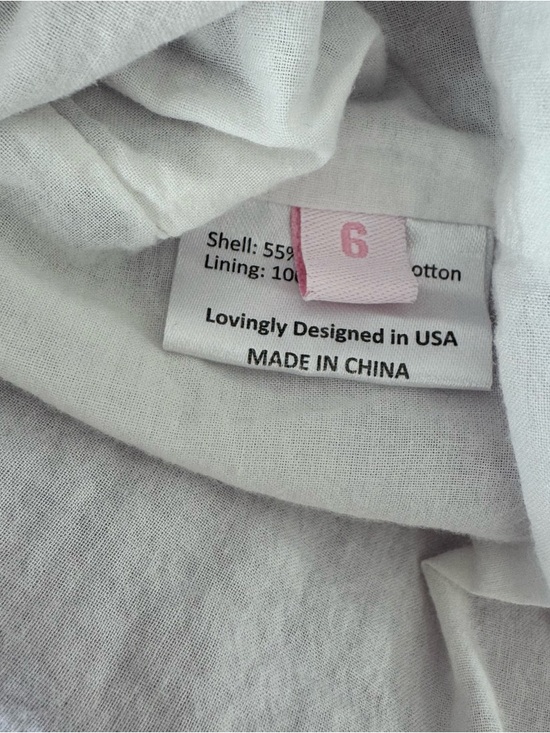 6
Shell: 55%
Lining: 10 otton
Lovingly Designed in USA
MADE IN CHINA